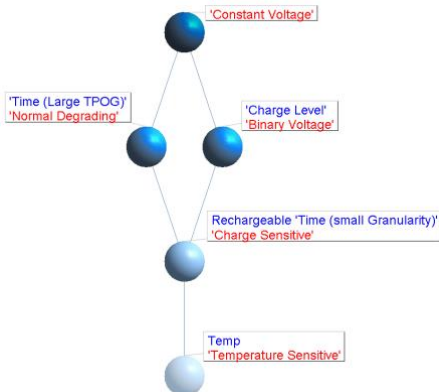 'Constant Voltage'
'Time (Large TPOG)'
'Normal Degrading'
'Charge Level'
'Binary Voltage'
Rechargeable 'Time (small Granularity)'
'Charge Sensitive'
Temp
'Temperature Sensitive'